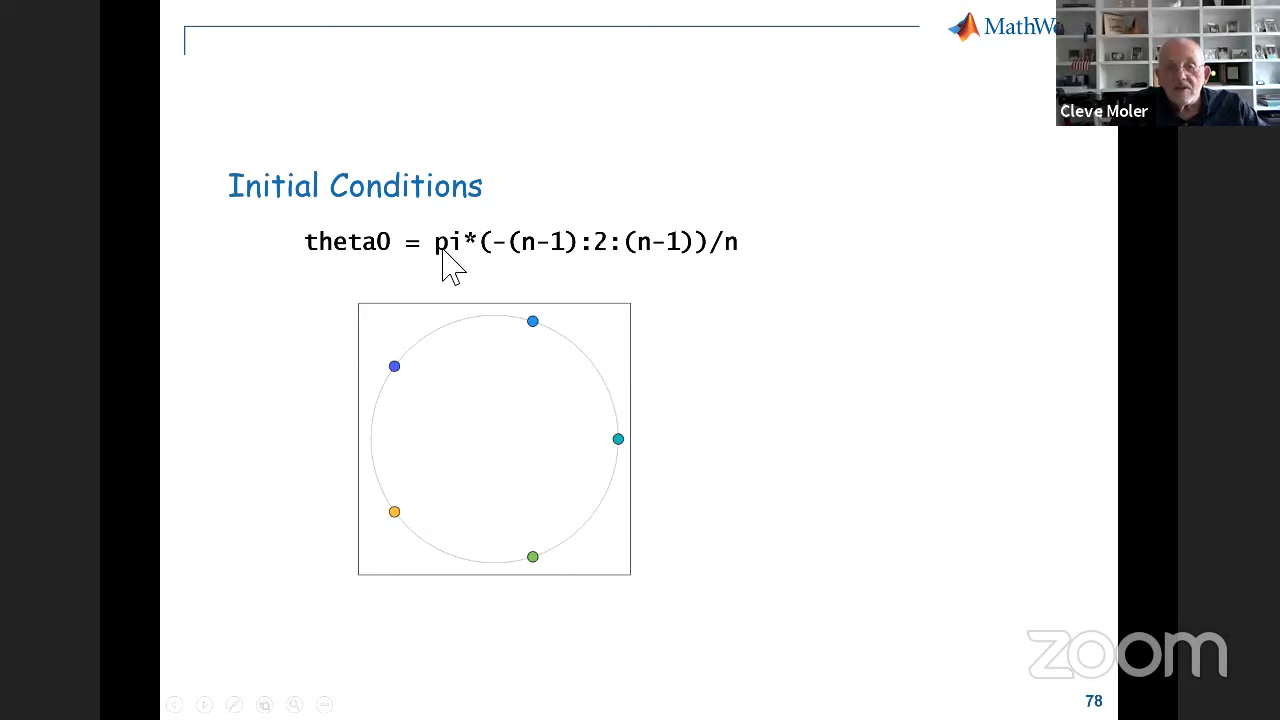 MathWo
Cleve Moler
Initial Conditions
theta0 = pi*(-(n-1):2:(n-1))/n
zoom
78